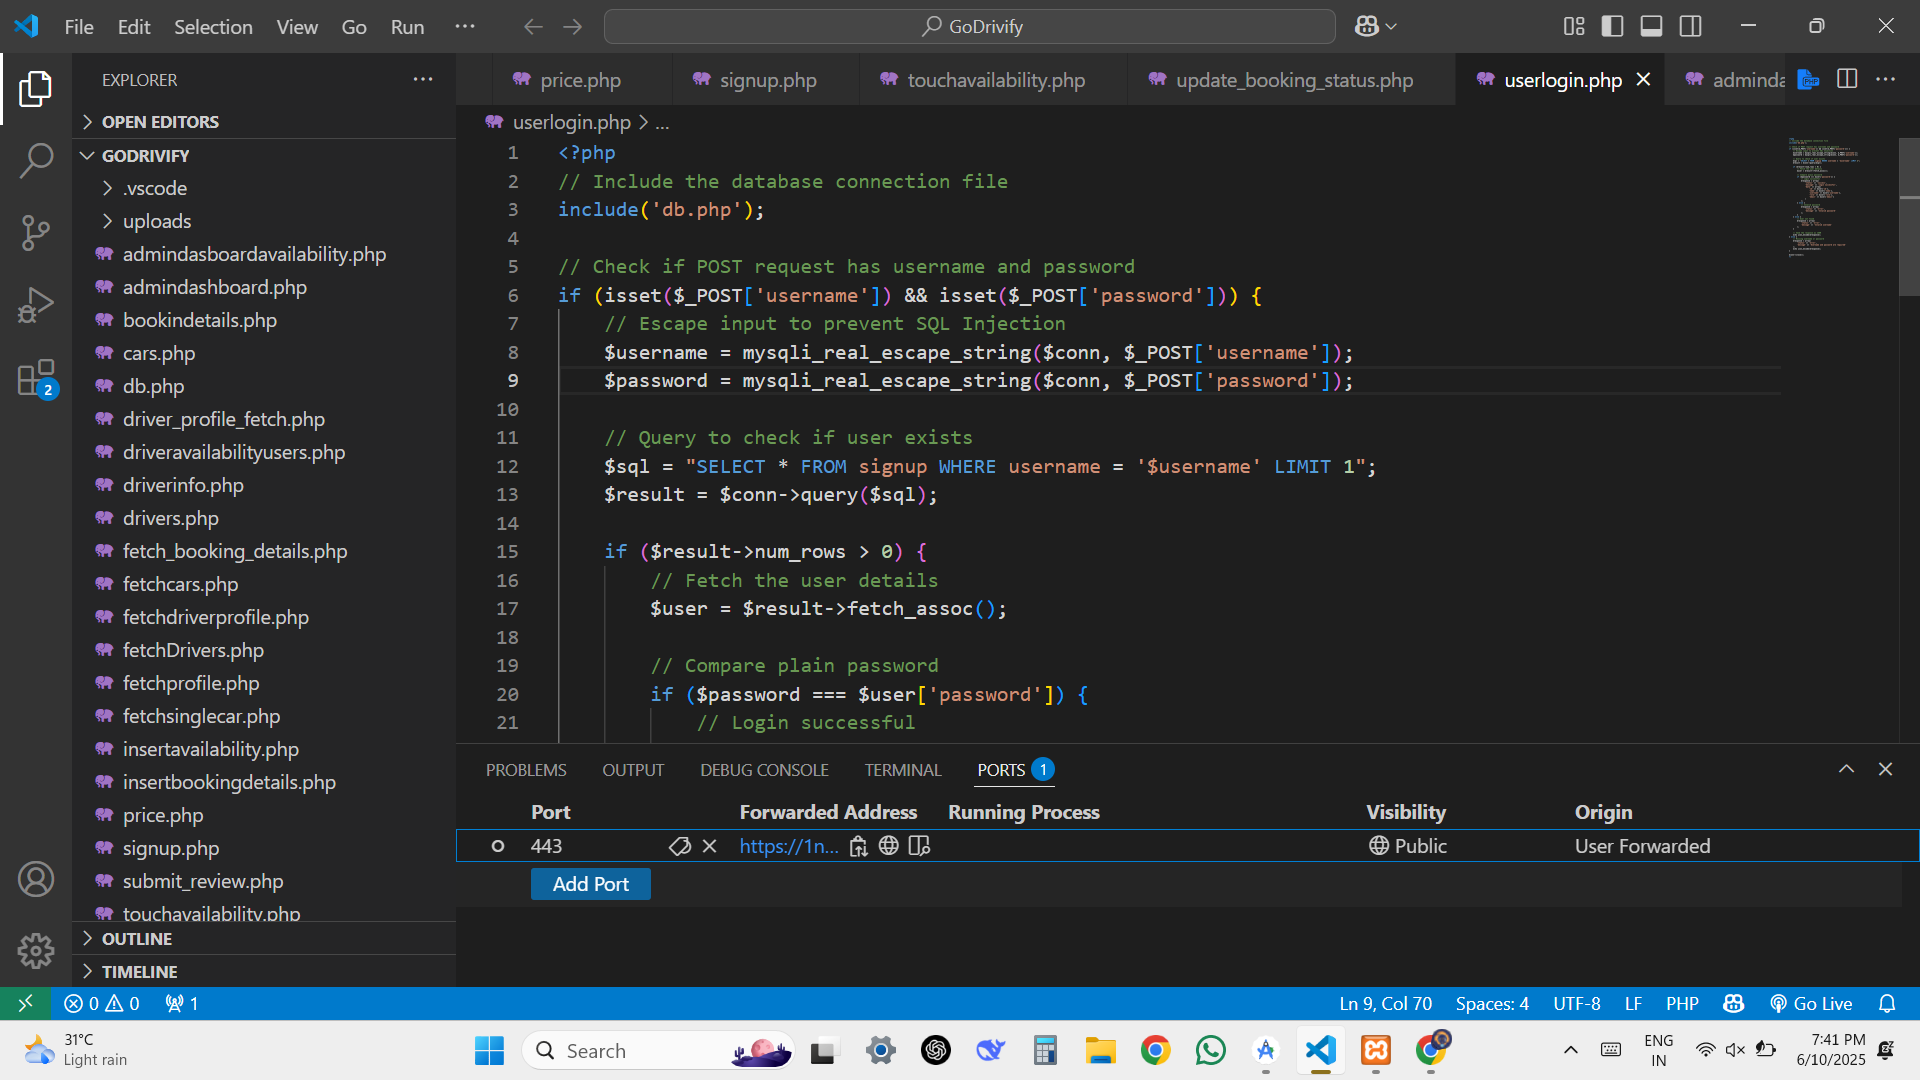 File Edit Selection View Go Run ··· GoDrivify
EXPLORER ···
OPEN EDITORS
GODRIVIFY
.vscode
uploads
admindasboardavailability.php
admindashboard.php
bookindetails.php
cars.php
db.php
driver_profile_fetch.php
driveravailabilityusers.php
driverinfo.php
drivers.php
fetch_booking_details.php
fetchcars.php
fetchdriverprofile.php
fetchDrivers.php
fetchprofile.php
fetchsinglecar.php
insertavailability.php
insertbookingdetails.php
price.php
signup.php
submit_review.php
touchavailability.php
OUTLINE
TIMELINE
2
price.php signup.php touchavailability.php update_booking_status.php userlogin.php adminda
userlogin.php > ...
1 <?php
2 // Include the database connection file
3 include('db.php');
4
5 // Check if POST request has username and password
6 if (isset($_POST['username']) && isset($_POST['password'])) {
7 // Escape input to prevent SQL Injection
8 $username = mysqli_real_escape_string($conn, $_POST['username']);
9 $password = mysqli_real_escape_string($conn, $_POST['password']);
10
11 // Query to check if user exists
12 $sql = "SELECT * FROM signup WHERE username = '$username' LIMIT 1";
13 $result = $conn->query($sql);
14
15 if ($result->num_rows > 0) {
16 // Fetch the user details
17 $user = $result->fetch_assoc();
18
19 // Compare plain password
20 if ($password === $user['password']) {
21 // Login successful
PROBLEMS OUTPUT DEBUG CONSOLE TERMINAL PORTS 1
Port Forwarded Address Running Process Visibility Origin
443 https://1n... Public User Forwarded
Add Port
0 0 1 Ln 9, Col 70 Spaces: 4 UTF-8 LF PHP Go Live
31°C
Light rain
Search
ENG
IN
7:41 PM
6/10/2025